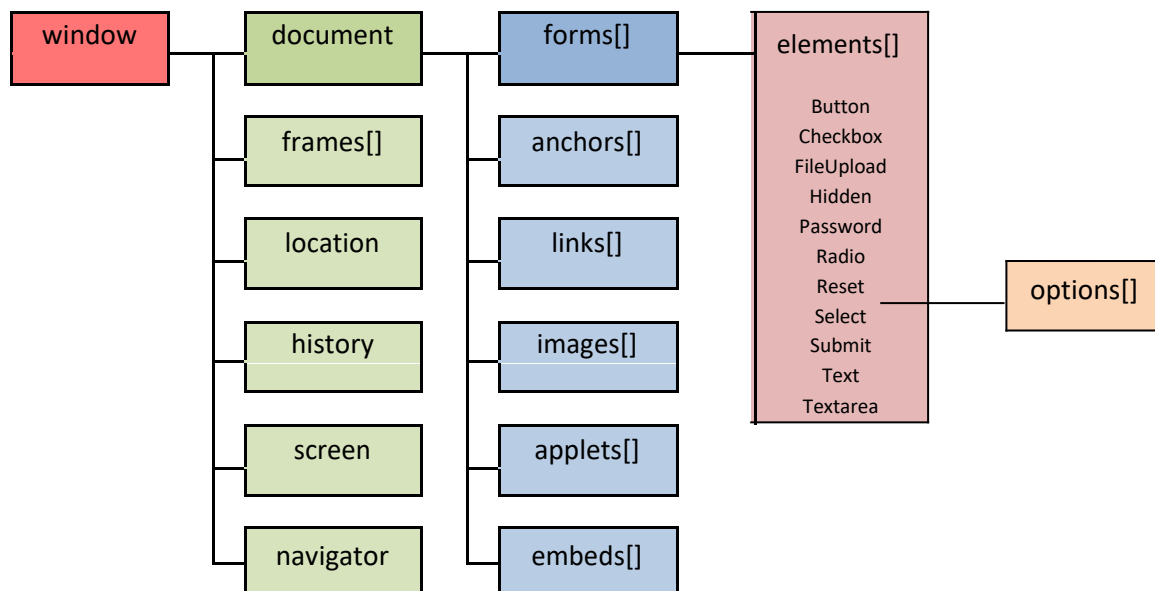 window
document
forms[]
elements[]
frames[]
anchors[]
location
links[]
history
images[]
screen
applets[]
navigator
embeds[]
Button
Checkbox
FileUpload
Hidden
Password
Radio
Reset
Select
Submit
Text
Textarea
options[]